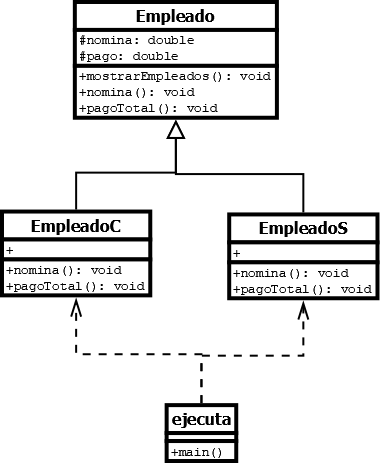 Empleado
#nomina: double
#pago: double
+mostrarEmpleados(): void
+nomina(): void
+pagoTotal(): void
EmpleadoC
+
+nomina(): void
+pagoTotal(): void
EmpleadoS
+
+nomina(): void
+pagoTotal(): void
ejecuta
+main()